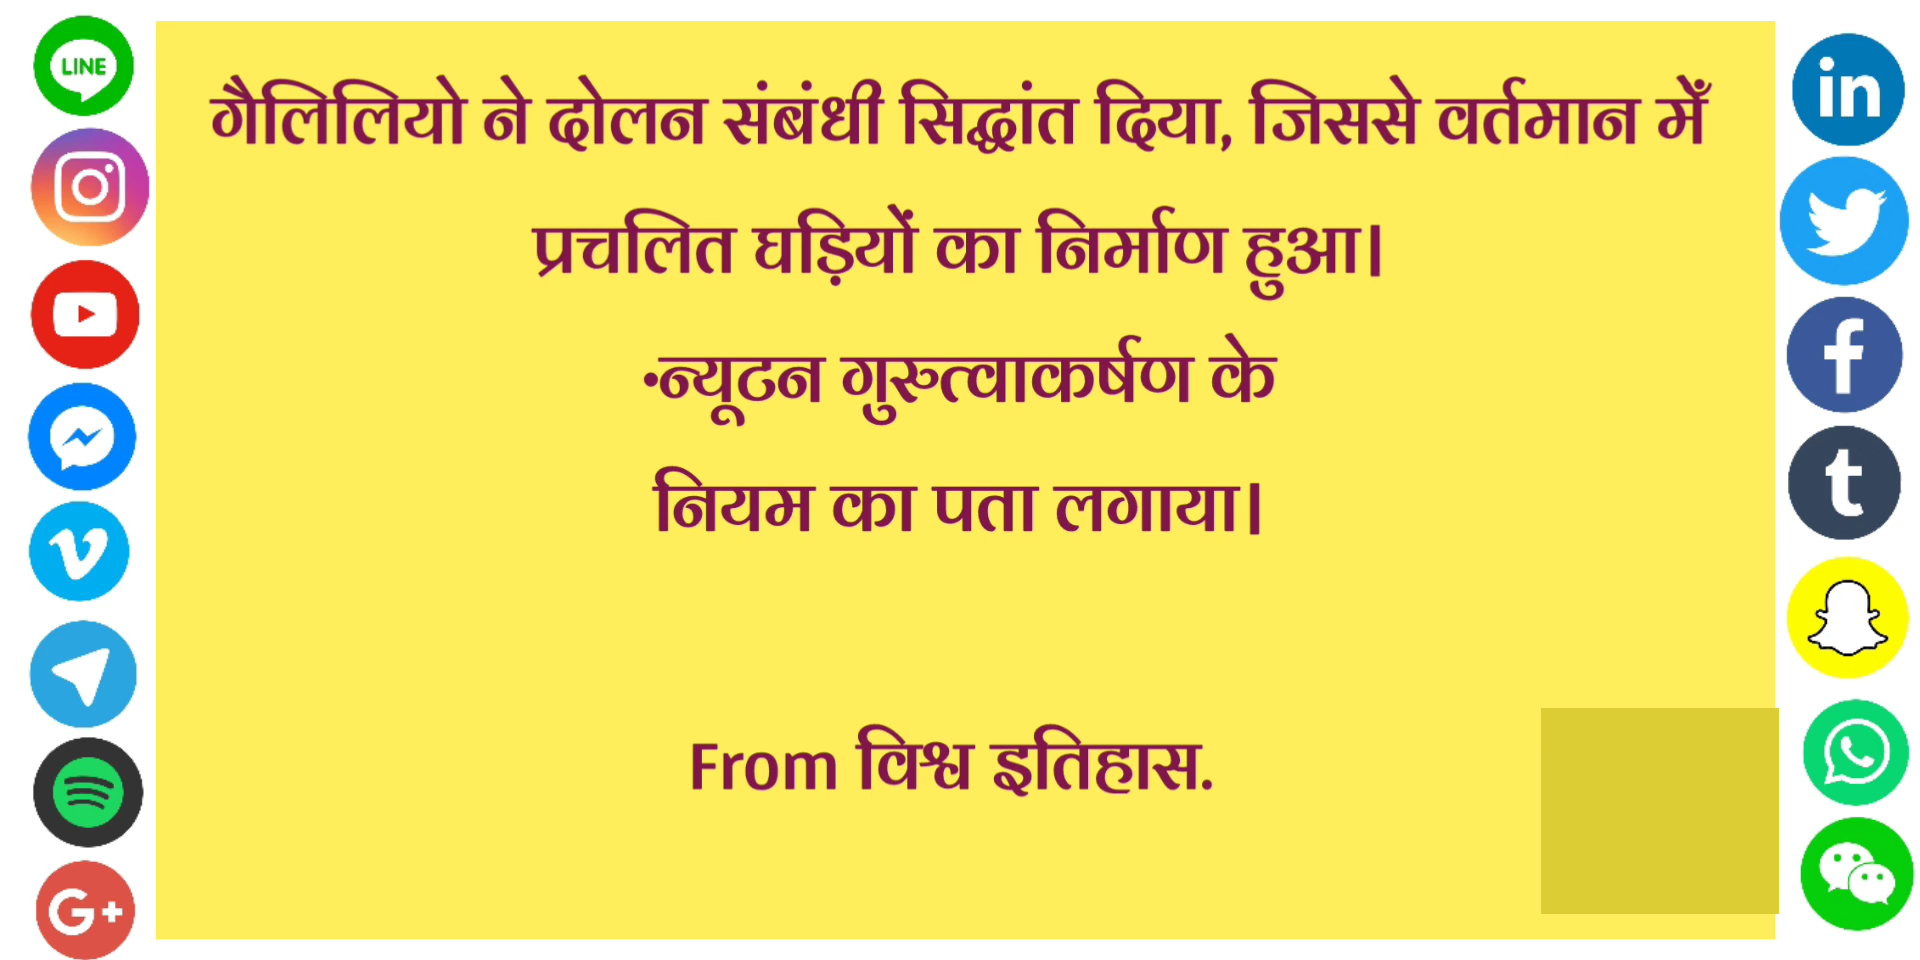 LINE
गैलिलियो ने दोलन संबंधी सिद्धांत दिया, जिससे वर्तमान मेँ
प्रचलित घड़ियों का निर्माण हुआ।
•न्यूटन गुरुत्वाकर्षण के
नियम का पता लगाया।
From विश्व इतिहास.